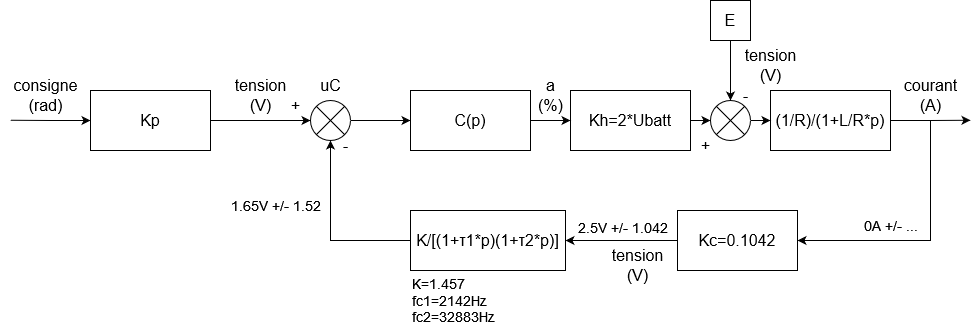 E
consigne
(rad)
Kp
tension
(V)
+
uC
-
C(p)
a
(%)
Kh=2*Ubatt
+
-
tension
(V)
(1/R)/(1+L/R*p)
courant
(A)
1.65V +/- 1.52
K/[(1+τ1*p)(1+τ2*p)]
2.5V +/- 1.042
tension
(V)
Kc=0.1042
0A +/- ...
K=1.457
fc1=2142Hz
fc2=32883Hz